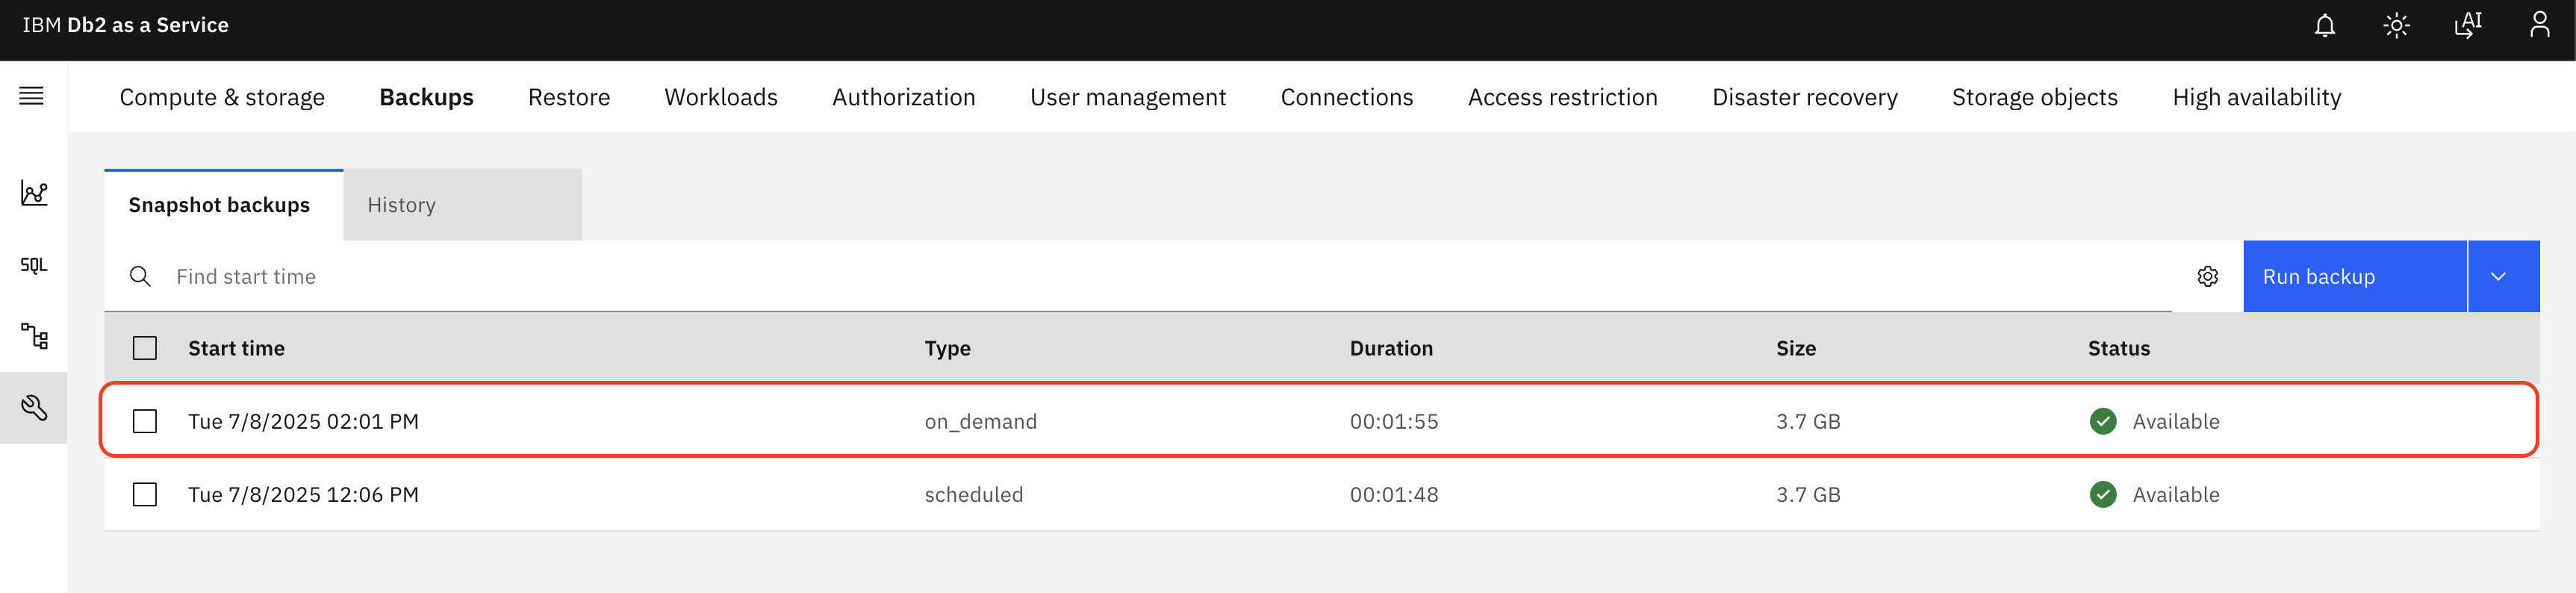 IBM Db2 as a Service
AI
Compute & storage Backups Restore Workloads Authorization User management Connections Access restriction Disaster recovery Storage objects High availability
Snapshot backups History
SQL
Find start time Run backup
Start time Type Duration Size Status
Tue 7/8/2025 02:01 PM on_demand 00:01:55 3.7 GB Available
Tue 7/8/2025 12:06 PM scheduled 00:01:48 3.7 GB Available